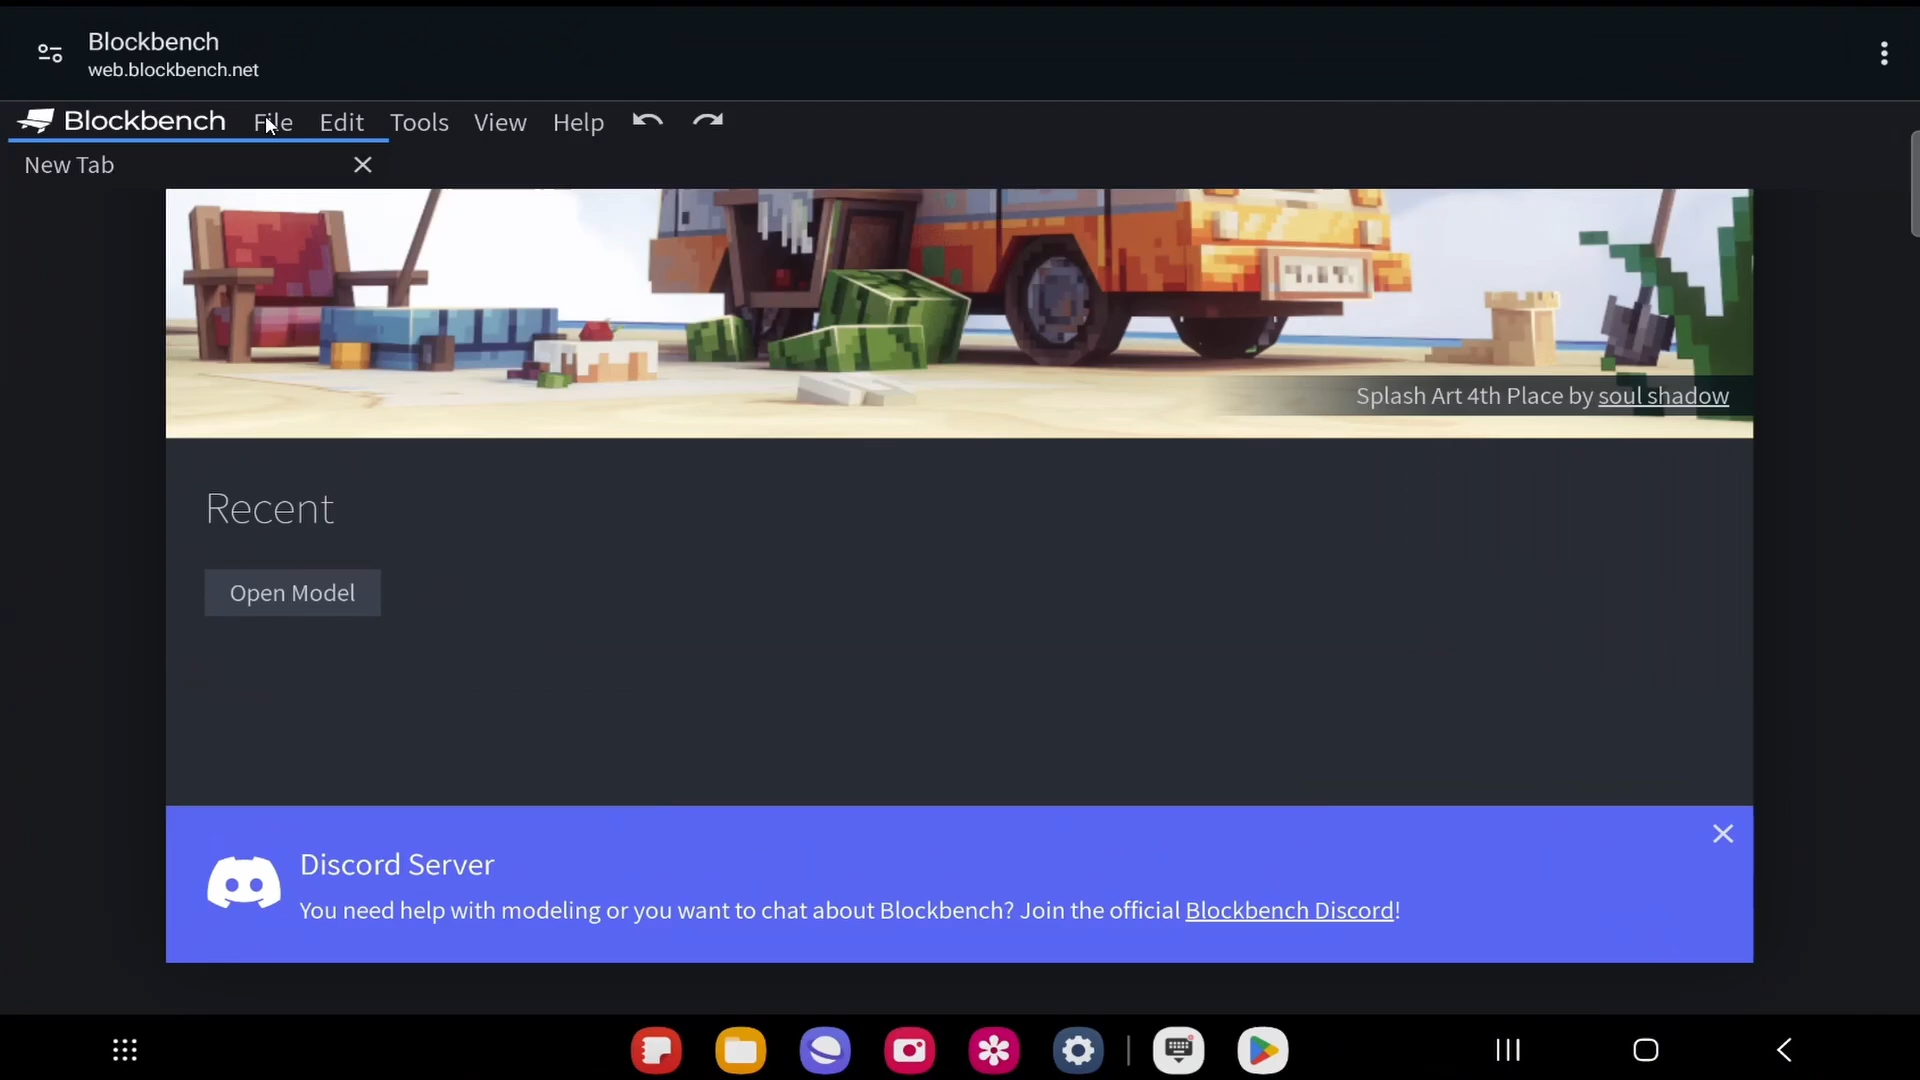 Blockbench
web.blockbench.net
Blockbench File Edit Tools View Help
New Tab
Splash Art 4th Place by soul shadow
Recent
Open Model
Discord Server
You need help with modeling or you want to chat about Blockbench? Join the official Blockbench Discord!